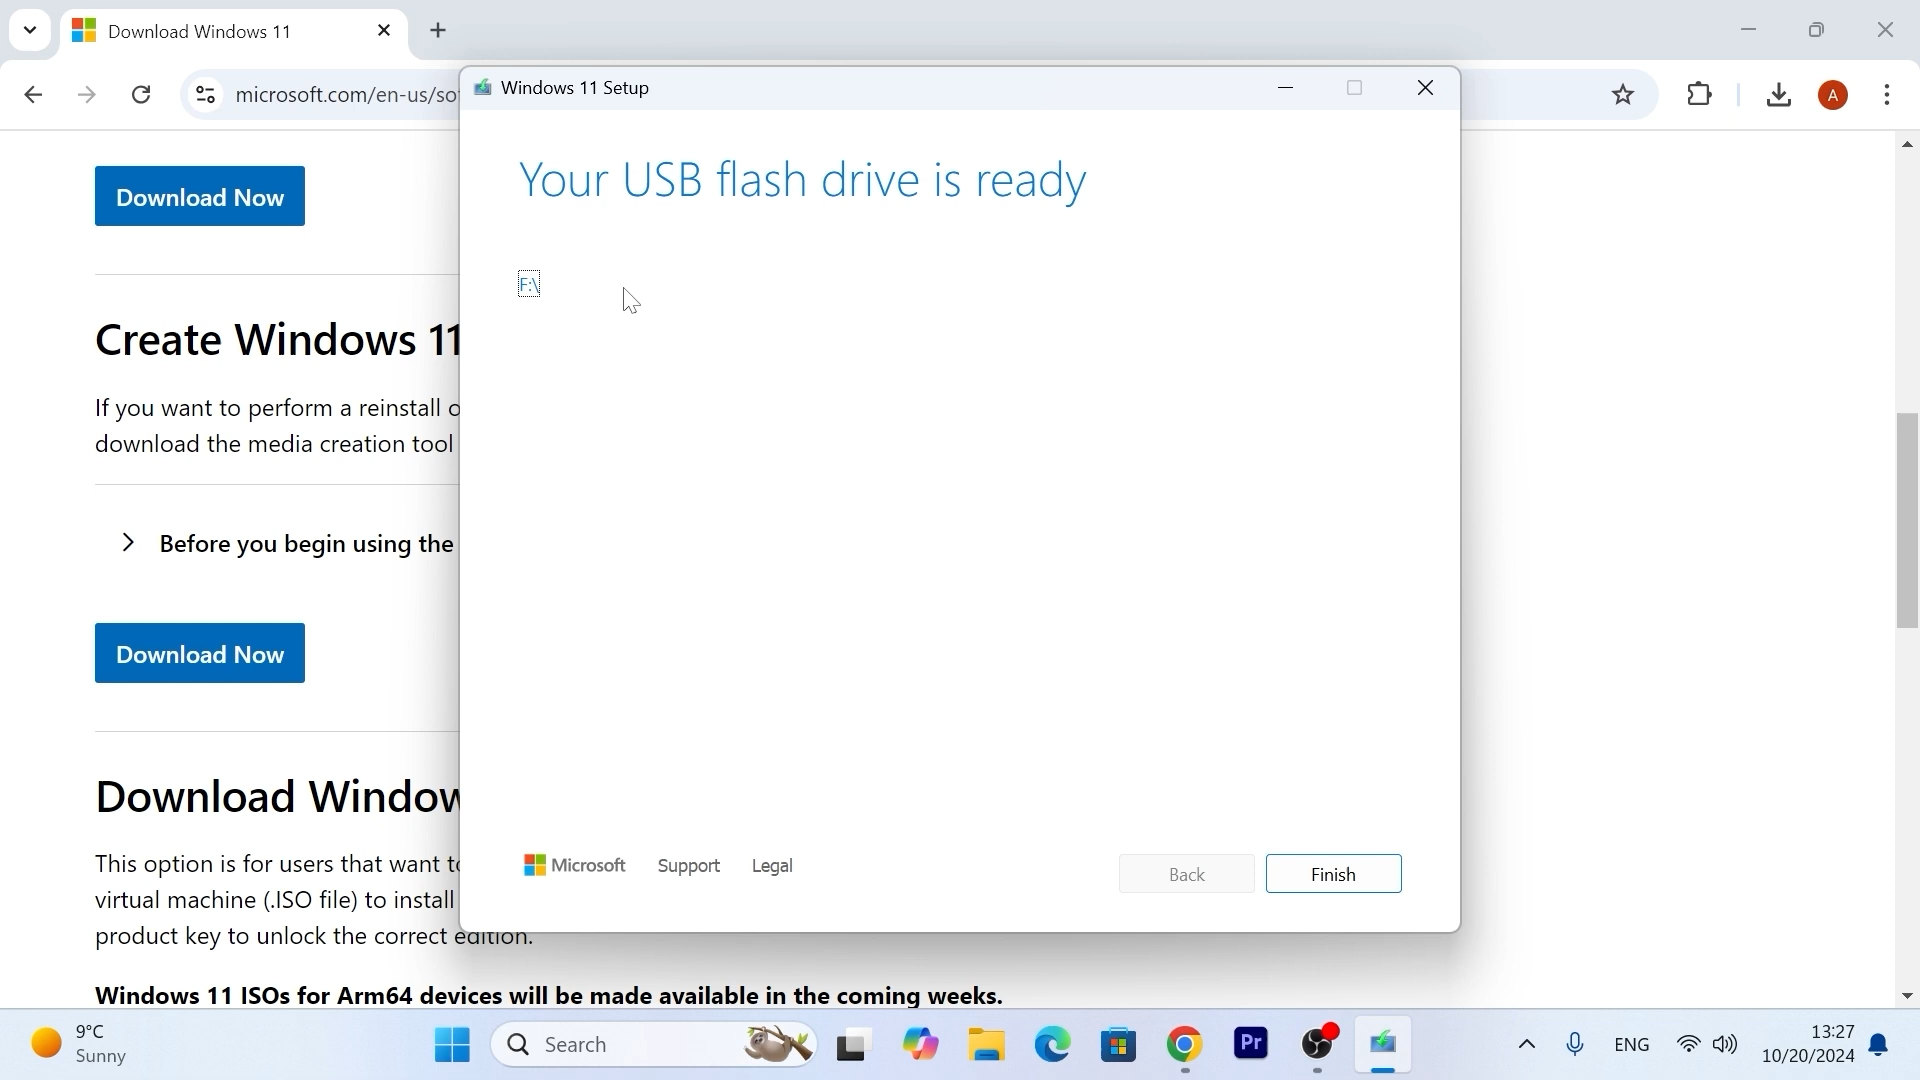 Download Windows 11
microsoft.com/en-us/so
A
Windows 11 Setup
Your USB flash drive is ready
F:\
Download Now
Create Windows 11
If you want to perform a reinstall
download the media creation tool
Before you begin using the
Download Now
Download Window
This option is for users that want
virtual machine (.ISO file) to install
product key to unlock the correct edition.
Windows 11 ISOs for Arm64 devices will be made available in the coming weeks.
Microsoft Support Legal
Back
Finish
9°C
Sunny
Search
Pr
ENG
13:27
10/20/2024